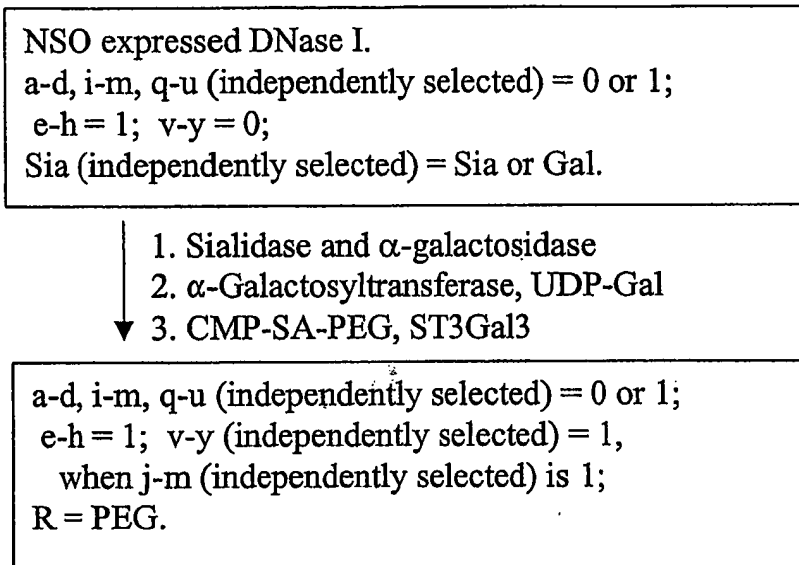 NSO expressed DNase I.
a-d, i-m, q-u (independently selected) = 0 or 1;
e-h = 1; v-y = 0;
Sia (independently selected) = Sia or Gal.
1. Sialidase and α-galactosidase
2. α-Galactosyltransferase, UDP-Gal
3. CMP-SA-PEG, ST3Gal3
a-d, i-m, q-u (independently selected) = 0 or 1;
e-h = 1; v-y (independently selected) = 1,
when j-m (independently selected) is 1;
R = PEG.